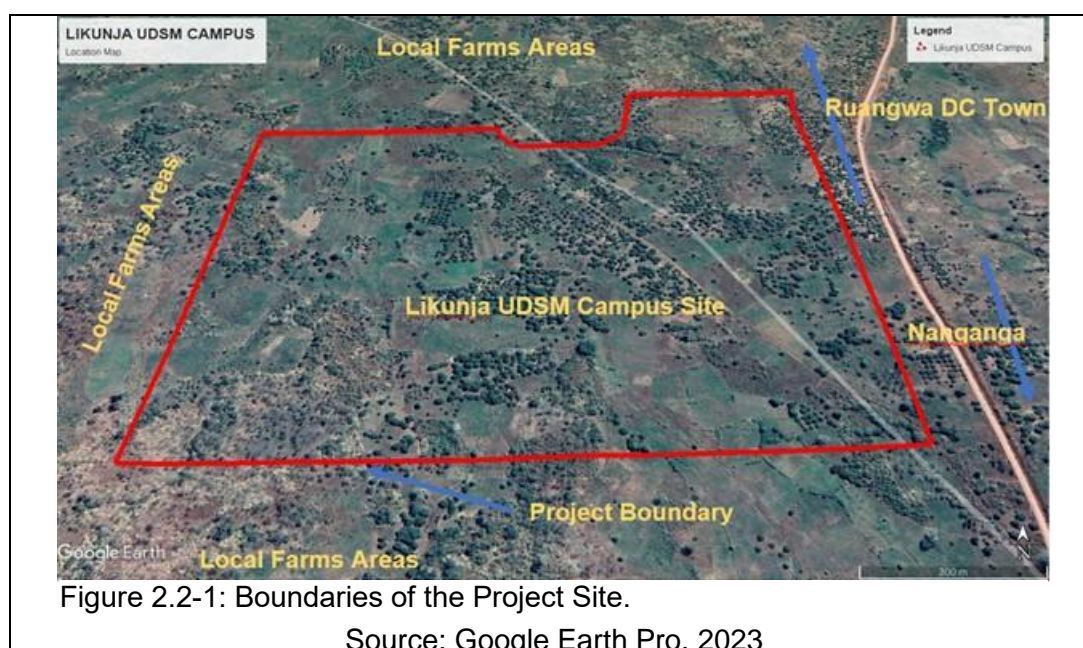 LIKUNJA UDSM CAMPUS
Location Map
Legend
Likunja UDSM Campus
Local Farms Areas
Ruangwa DC Town
Local Farms Areas
Likunja UDSM Campus Site
Nanganga
Project Boundary
Google Earth
Local Farms Areas
N
300 m
Figure 2.2-1: Boundaries of the Project Site.
Source: Google Earth Pro, 2023